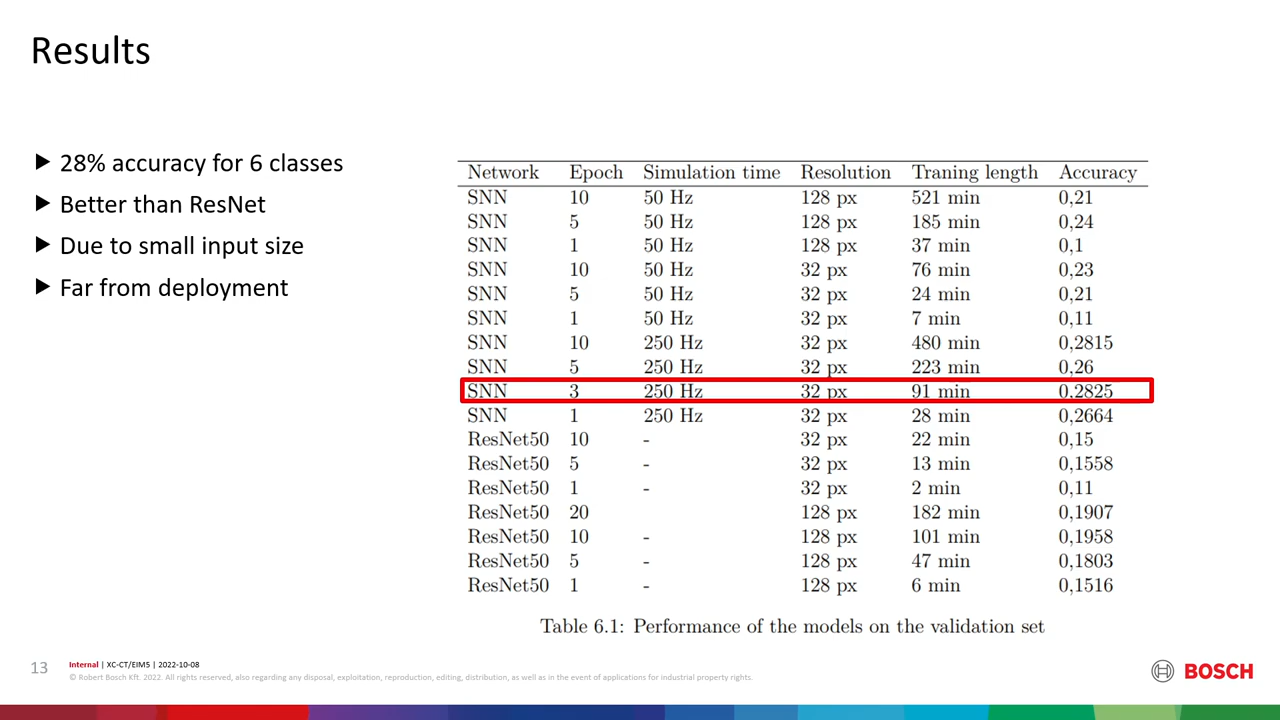 Results
▶ 28% accuracy for 6 classes
▶ Better than ResNet
▶ Due to small input size
▶ Far from deployment
Network Epoch Simulation time Resolution Traning length Accuracy
SNN 10 50 Hz 128 px 521 min 0,21
SNN 5 50 Hz 128 px 185 min 0,24
SNN 1 50 Hz 128 px 37 min 0,1
SNN 10 50 Hz 32 px 76 min 0,23
SNN 5 50 Hz 32 px 24 min 0,21
SNN 1 50 Hz 32 px 7 min 0,11
SNN 10 250 Hz 32 px 480 min 0,2815
SNN 5 250 Hz 32 px 223 min 0,26
SNN 3 250 Hz 32 px 91 min 0,2825
SNN 1 250 Hz 32 px 28 min 0,2664
ResNet50 10 - 32 px 22 min 0,15
ResNet50 5 - 32 px 13 min 0,1558
ResNet50 1 - 32 px 2 min 0,11
ResNet50 20 128 px 182 min 0,1907
ResNet50 10 - 128 px 101 min 0,1958
ResNet50 5 - 128 px 47 min 0,1803
ResNet50 1 - 128 px 6 min 0,1516
Table 6.1: Performance of the models on the validation set
13
Internal | XC-CT/EIM5 | 2022-10-08
© Robert Bosch Kft. 2022. All rights reserved, also regarding any disposal, exploitation, reproduction, editing, distribution, as well as in the event of applications for industrial property rights.
BOSCH